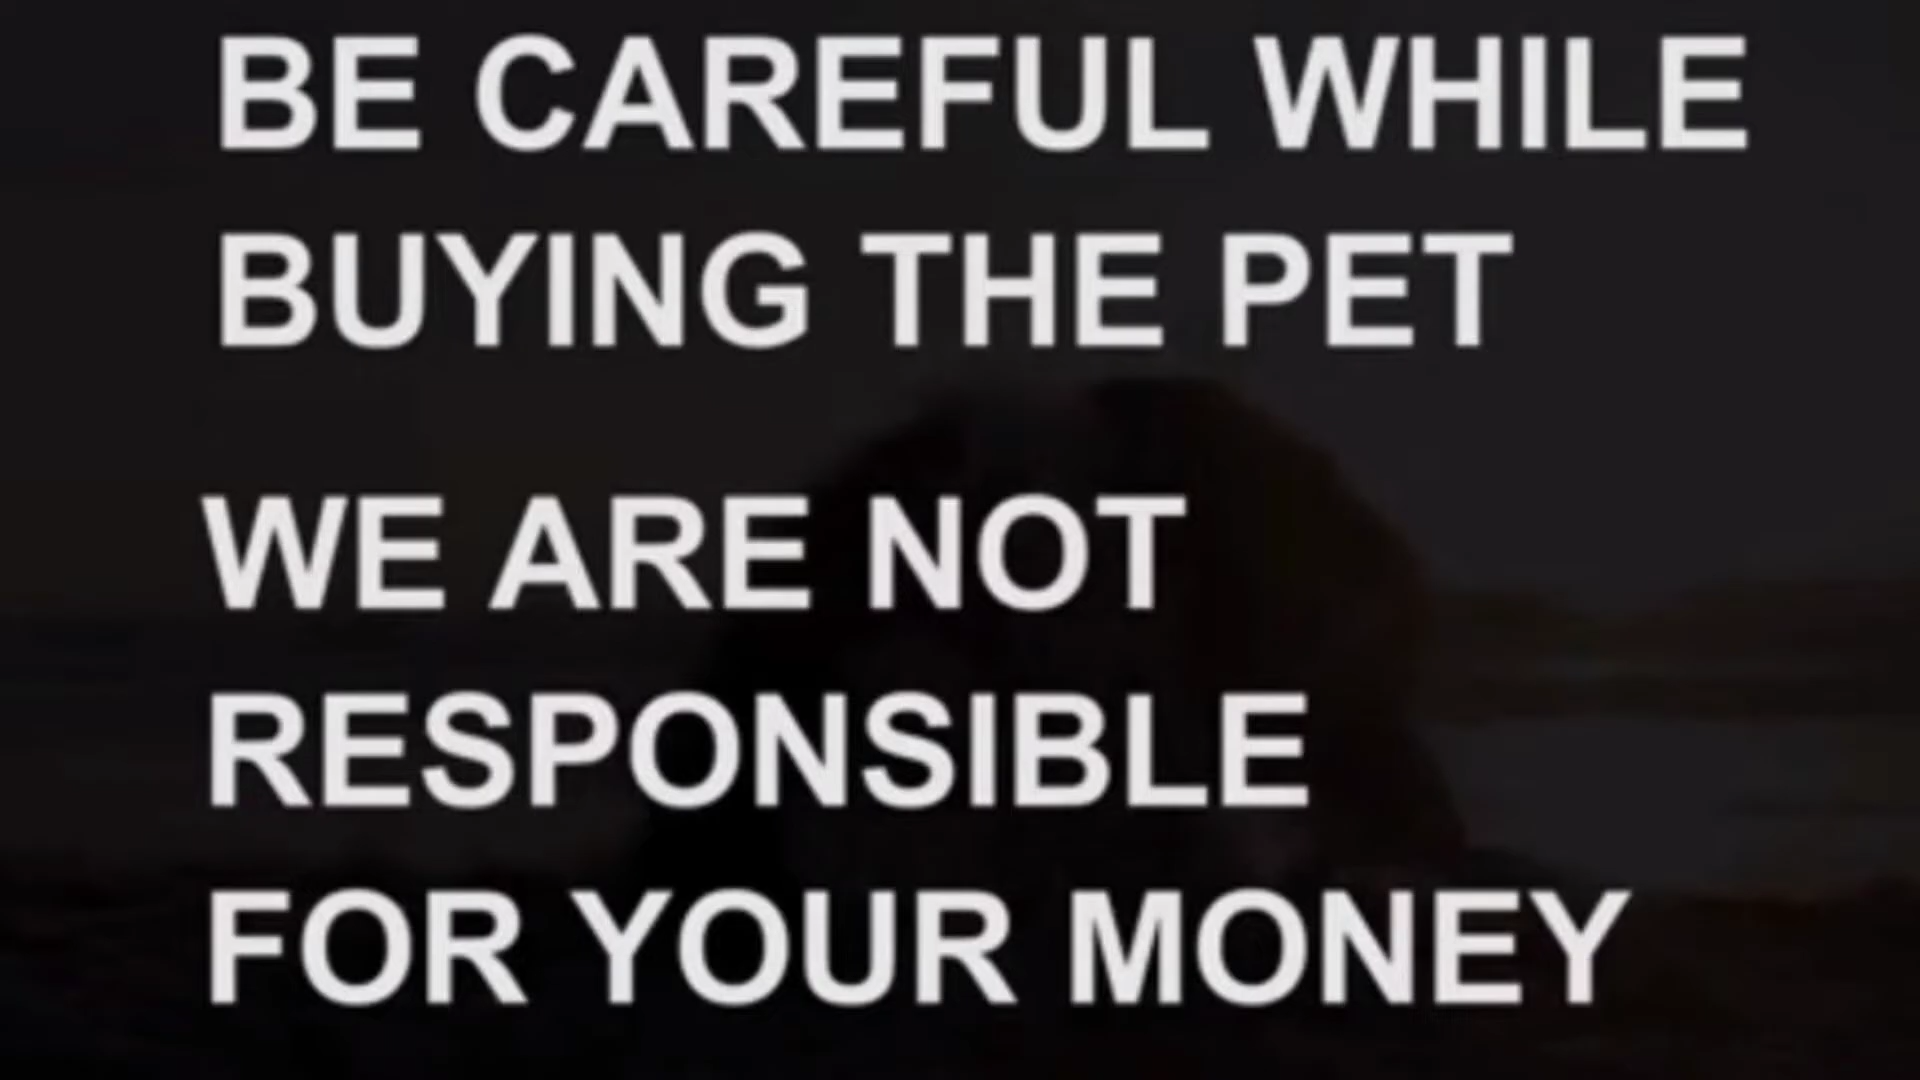 BE CAREFUL WHILE
BUYING THE PET
WE ARE NOT
RESPONSIBLE
FOR YOUR MONEY